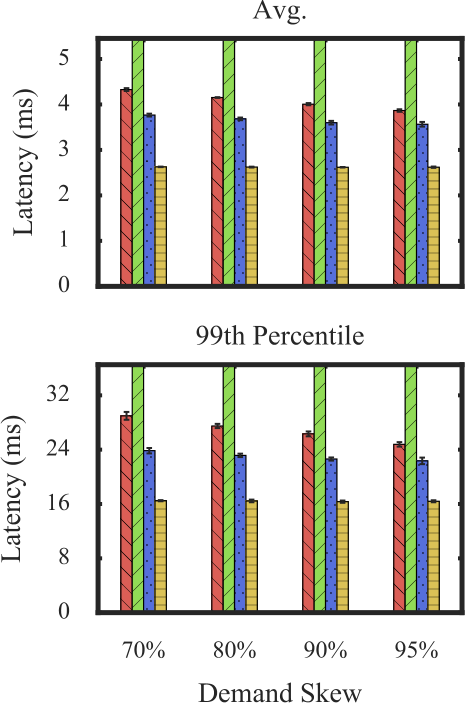 Avg.
5
4
3
2
1
0
Latency (ms)
99th Percentile
32
24
16
8
0
Latency (ms)
70% 80% 90% 95%
Demand Skew